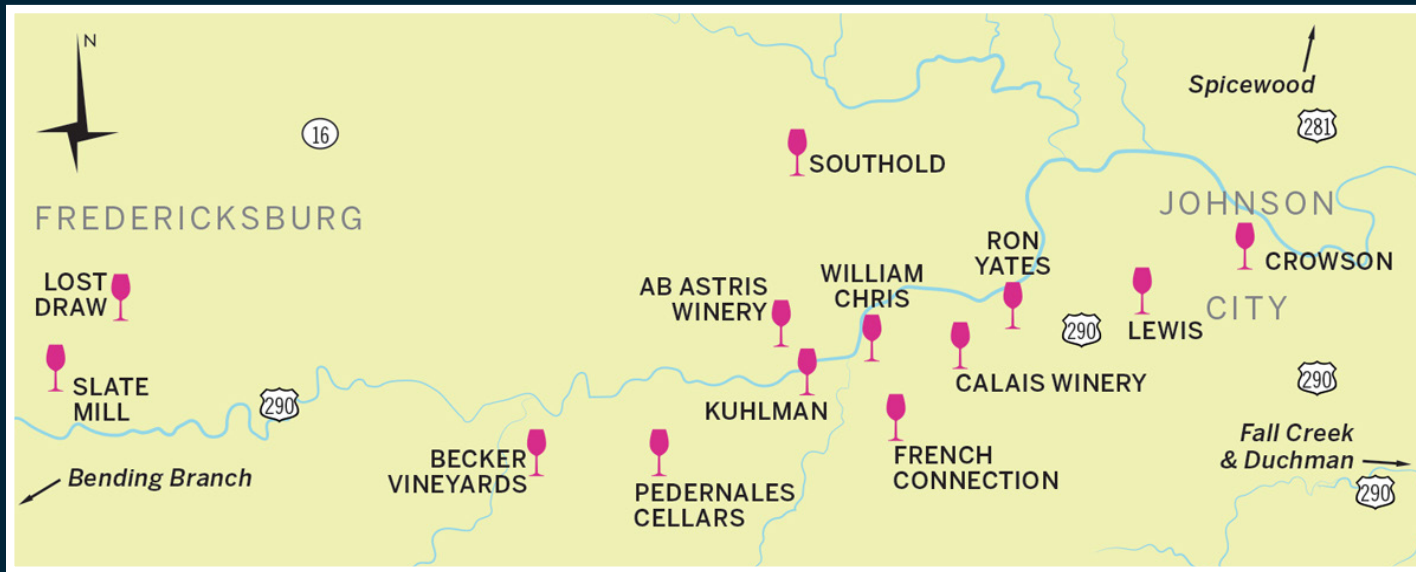 N
16
Spicewood
281
SOUTHOLD
FREDERICKSBURG
JOHNSON
CITY
RON
YATES
CROWSON
LOST
DRAW
AB ASTRIS
WINERY
WILLIAM
CHRIS
290
LEWIS
SLATE
MILL
290
KUHLMAN
CALAIS WINERY
290
BECKER
VINEYARDS
PEDERNALES
CELLARS
FRENCH
CONNECTION
Fall Creek
& Duchman
290
Bending Branch